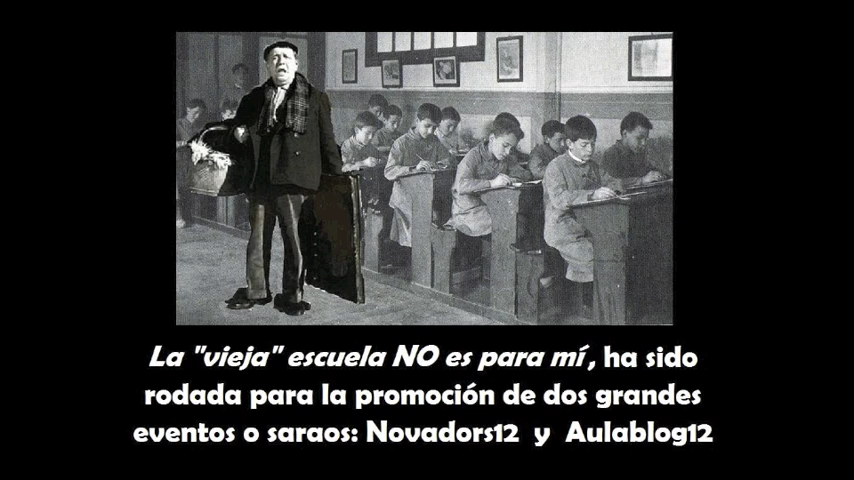 La "vieja" escuela NO es para mí, ha sido
rodada para la promoción de dos grandes
eventos o saraos: Novadors12 y Aulablog12